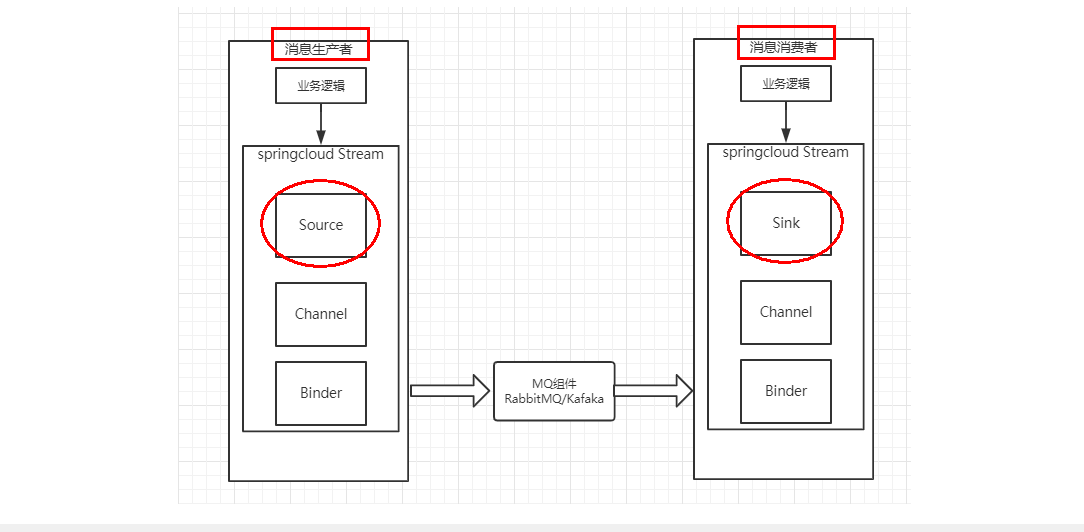 消息生产者
业务逻辑
springcloud Stream
Source
Channel
Binder
MQ组件
RabbitMQ/Kafaka
消息消费者
业务逻辑
springcloud Stream
Sink
Channel
Binder